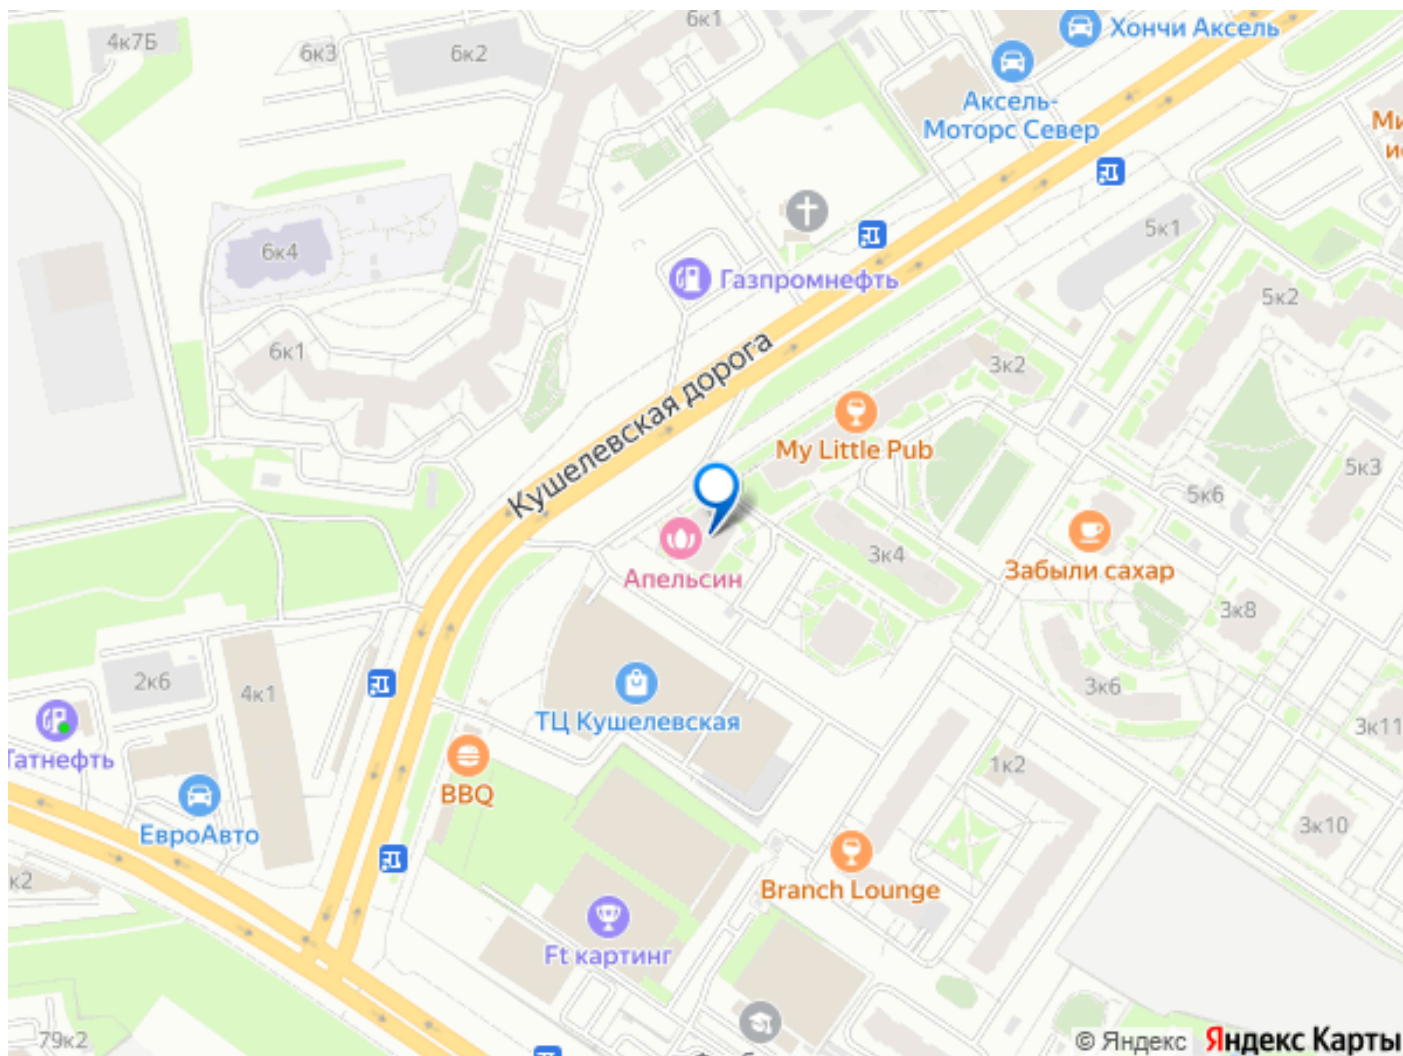 6к1
Хончи Аксель
4к7Б
6к3
6к2
Аксель-
Моторс Север
5к1
6к4
Газпромнефть
5к2
6к1
Кушелевская дорога
3к2
My Little Pub
5к3
5к6
3к4
Апельсин
Забыли сахар
3к8
2к6
4к1
3к6
ТЦ Кушелевская
3к11
Татнефть
1к2
BBQ
ЕвроАвто
3к10
к2
Branch Lounge
Ft картинг
79к2
© Яндекс Яндекс Карты